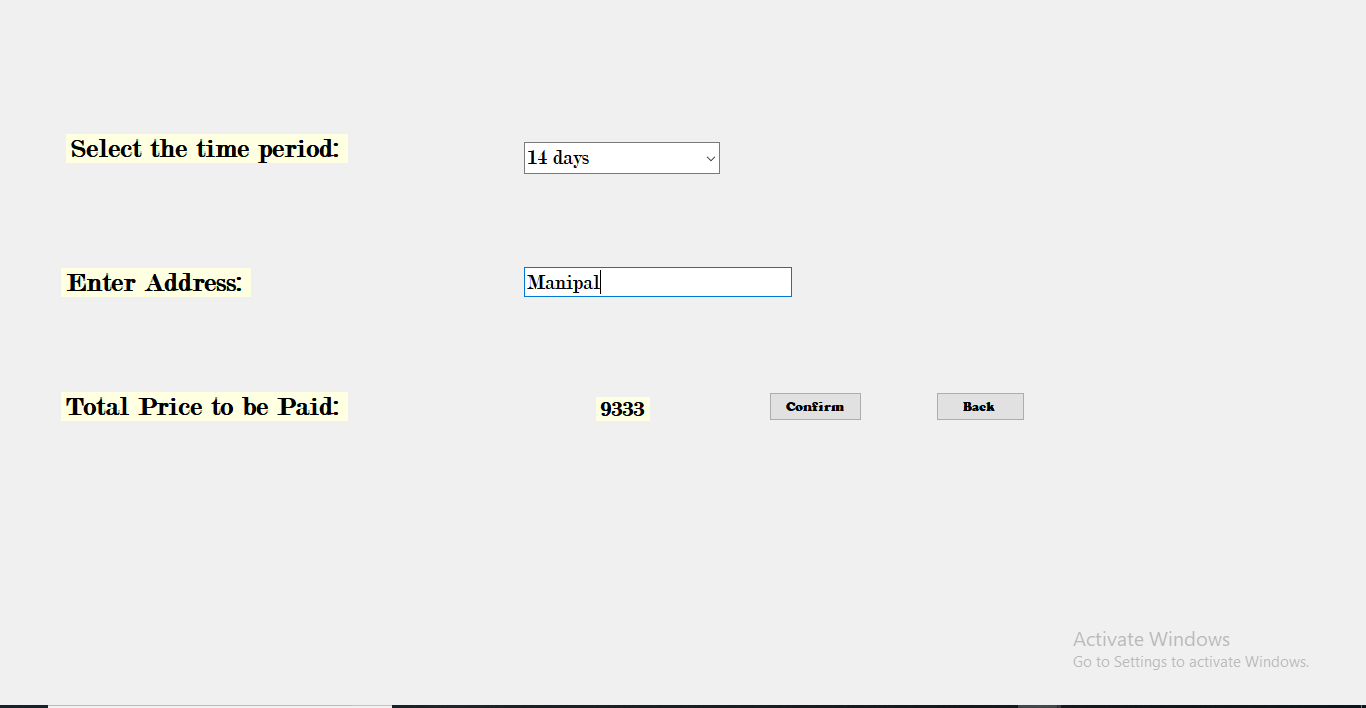 Select the time period:
14 days
Enter Address:
Manipal
Total Price to be Paid:
9333
Confirm
Back
Activate Windows
Go to Settings to activate Windows.